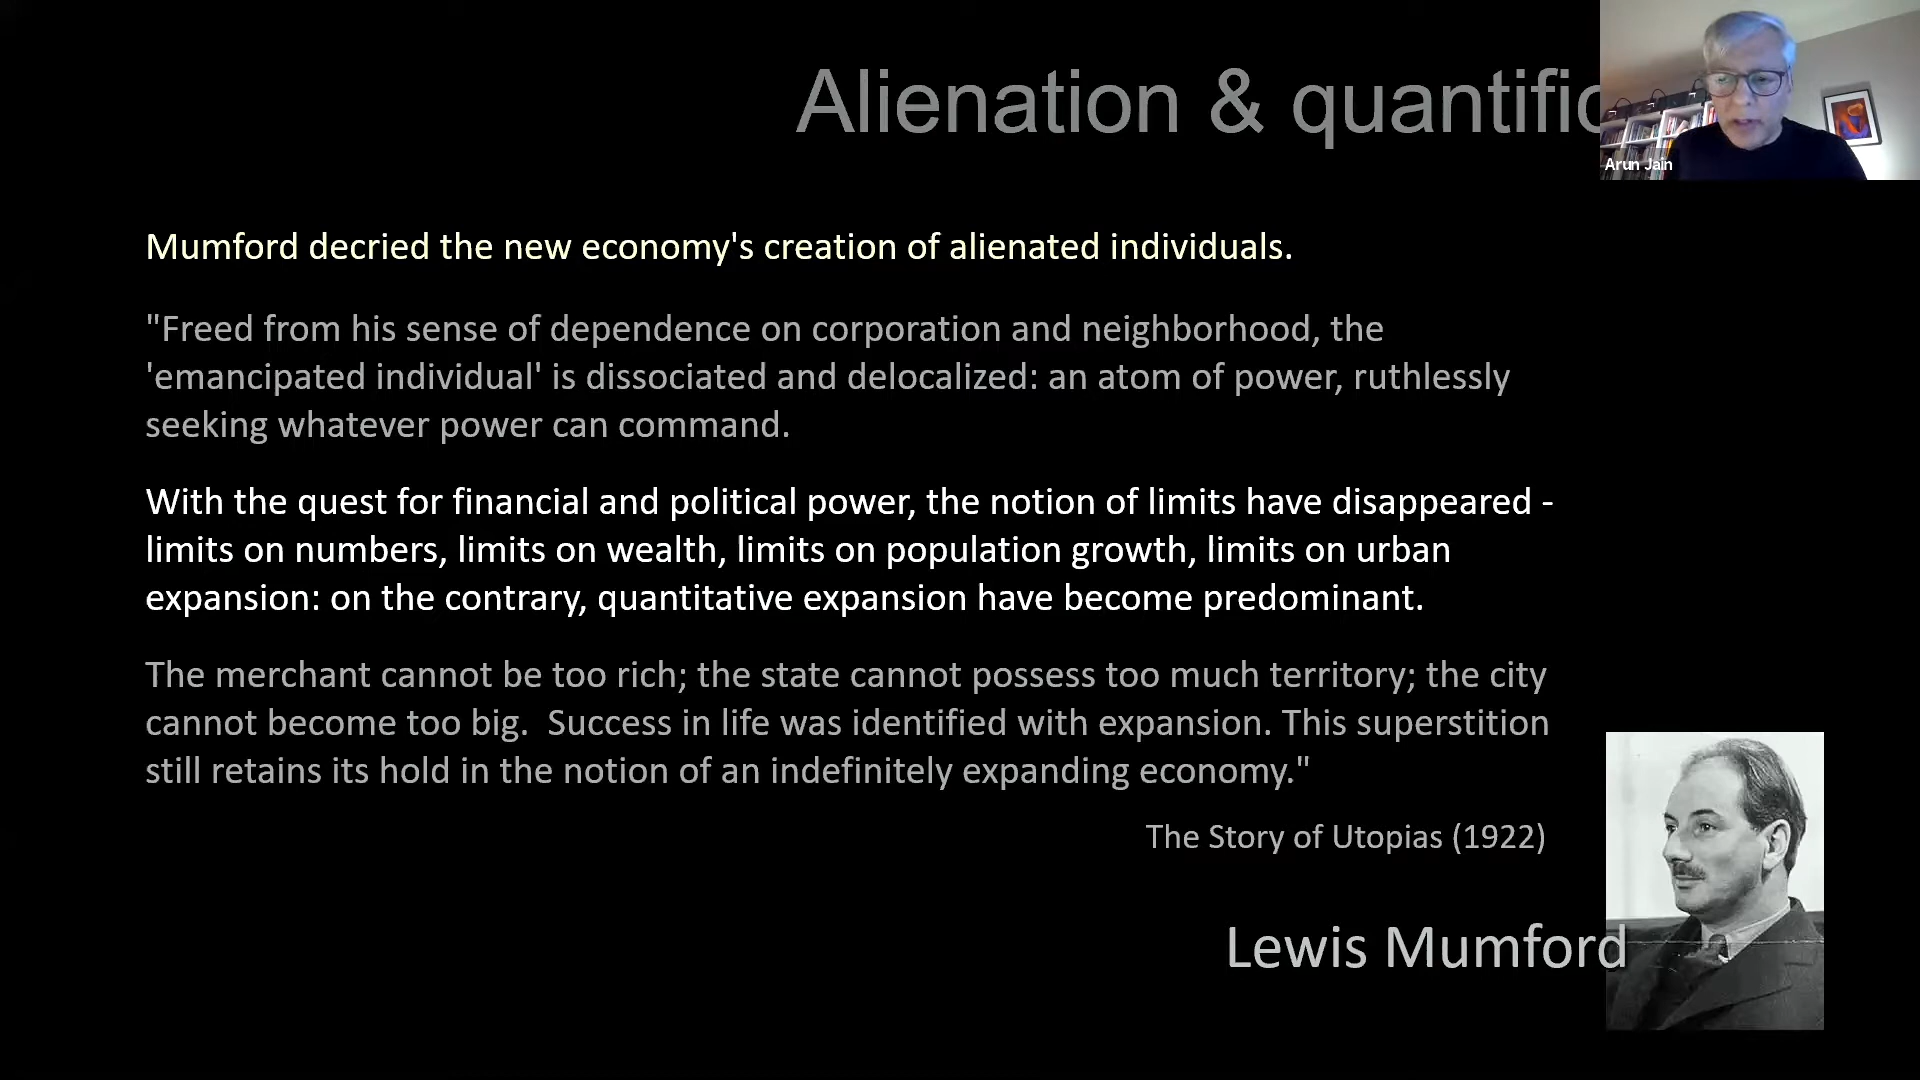 Alienation & quantific
Arun Jain
Mumford decried the new economy's creation of alienated individuals.
"Freed from his sense of dependence on corporation and neighborhood, the
'emancipated individual' is dissociated and delocalized: an atom of power, ruthlessly
seeking whatever power can command.
With the quest for financial and political power, the notion of limits have disappeared -
limits on numbers, limits on wealth, limits on population growth, limits on urban
expansion: on the contrary, quantitative expansion have become predominant.
The merchant cannot be too rich; the state cannot possess too much territory; the city
cannot become too big.  Success in life was identified with expansion. This superstition
still retains its hold in the notion of an indefinitely expanding economy."
The Story of Utopias (1922)
Lewis Mumford